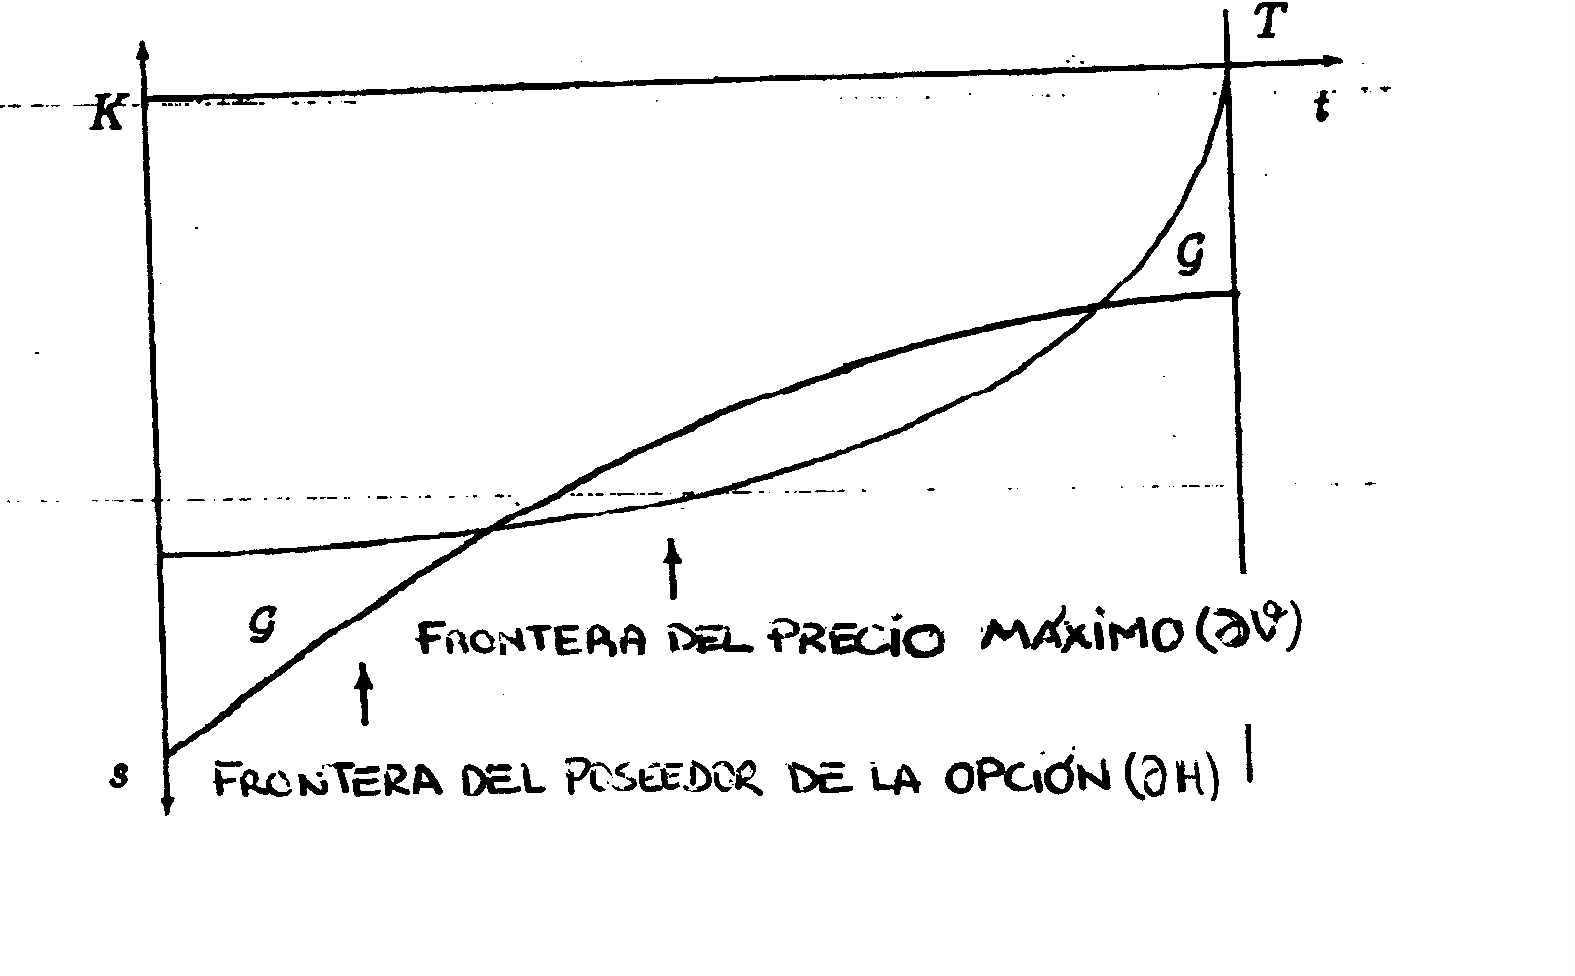 T
K
t
G
G
FRONTERA DEL PRECIO MÁXIMO (∂V)
s
FRONTERA DEL POSEEDOR DE LA OPCIÓN (∂H)